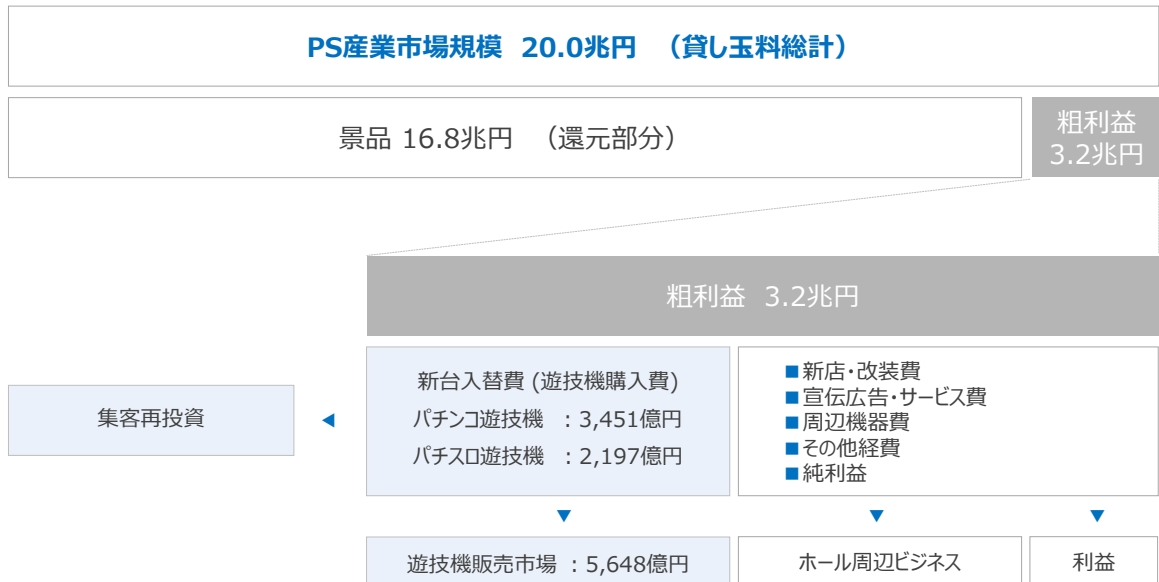 PS産業市場規模 20.0兆円 （貸し玉料総計）
景品 16.8兆円 （還元部分）
粗利益
3.2兆円
粗利益 3.2兆円
新台入替費 (遊技機購入費)
パチンコ遊技機 ：3,451億円
パチスロ遊技機 ：2,197億円
■新店・改装費
■宣伝広告・サービス費
■周辺機器費
■その他経費
■純利益
集客再投資
遊技機販売市場 ：5,648億円
ホール周辺ビジネス
利益